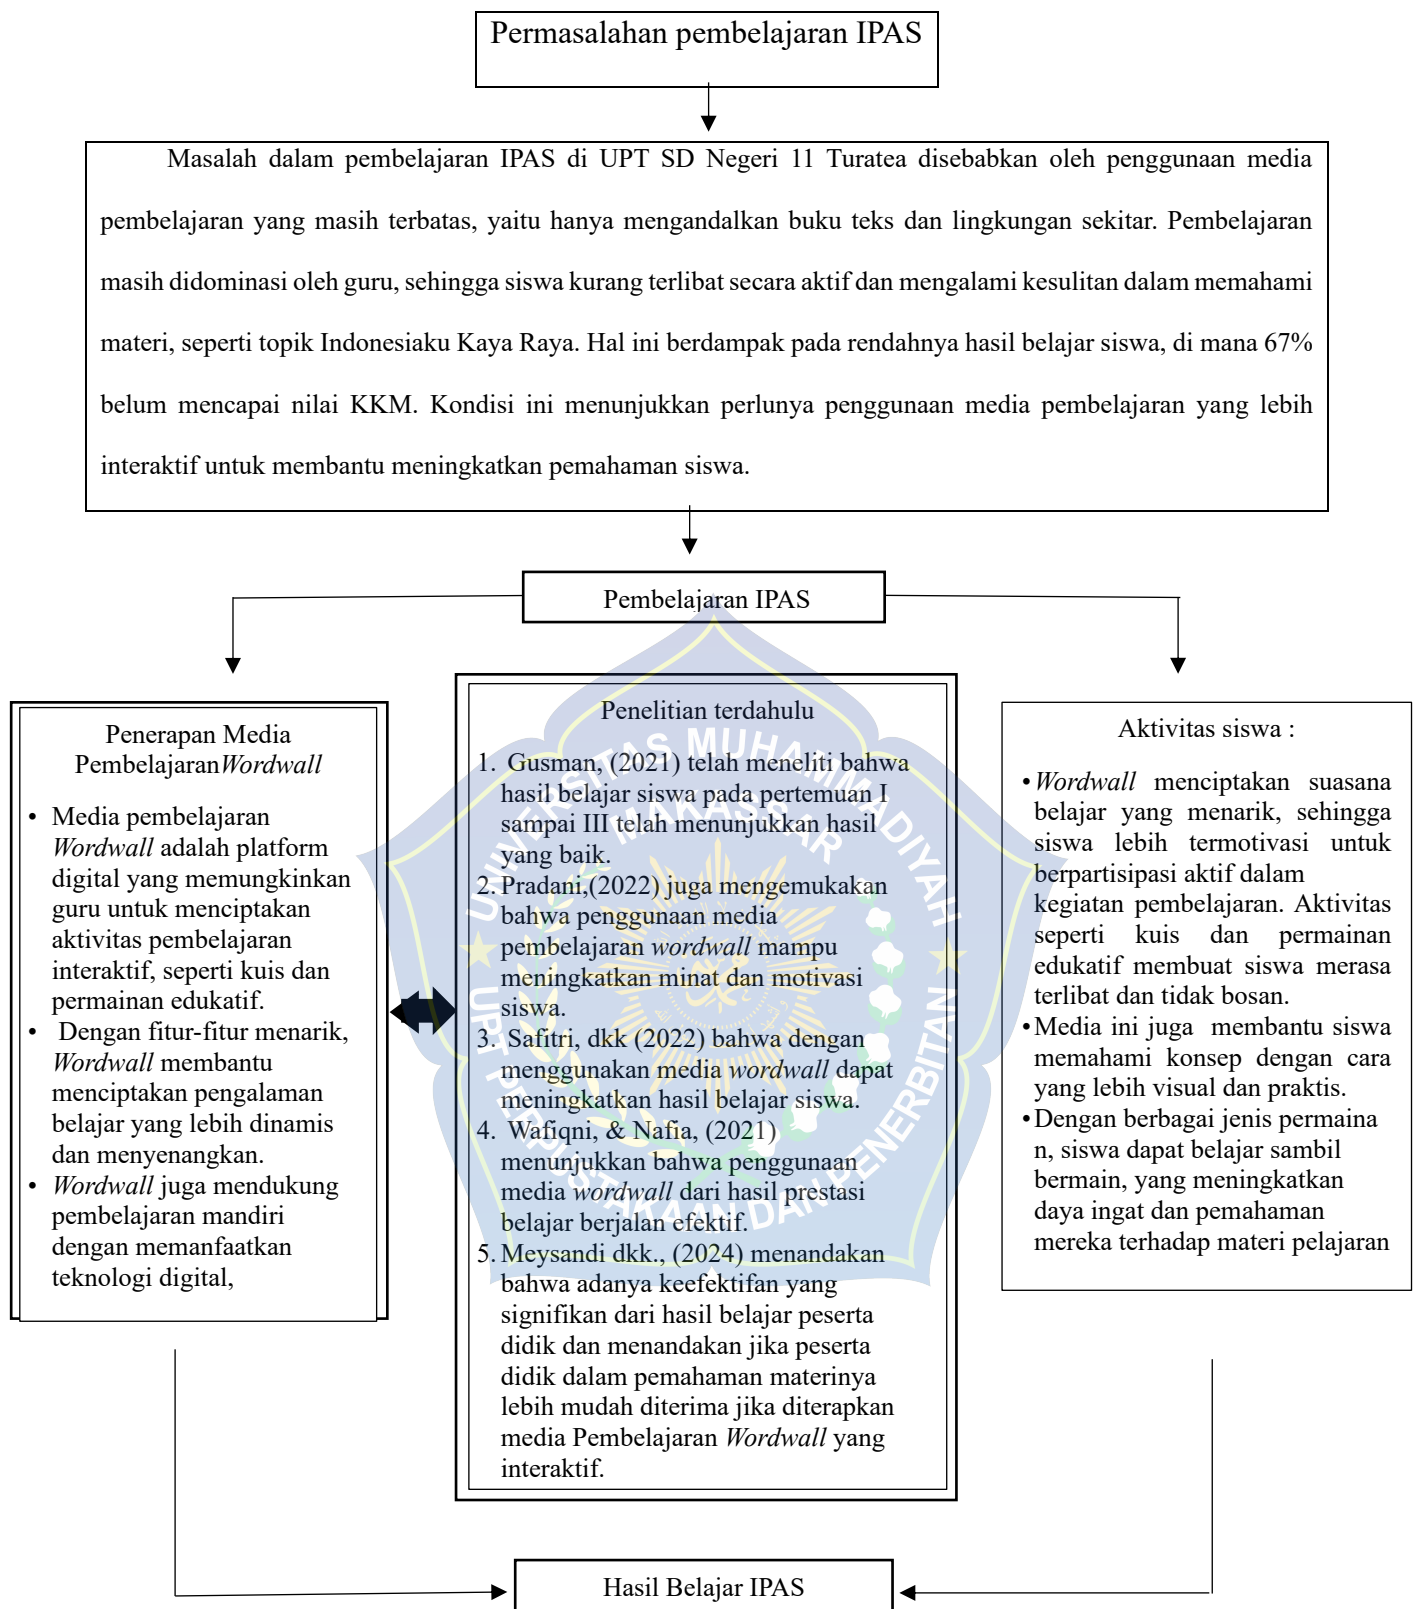 Permasalahan pembelajaran IPAS
Masalah dalam pembelajaran IPAS di UPT SD Negeri 11 Turatea disebabkan oleh penggunaan media
pembelajaran yang masih terbatas, yaitu hanya mengandalkan buku teks dan lingkungan sekitar. Pembelajaran
masih didominasi oleh guru, sehingga siswa kurang terlibat secara aktif dan mengalami kesulitan dalam memahami
materi, seperti topik Indonesiaku Kaya Raya. Hal ini berdampak pada rendahnya hasil belajar siswa, di mana 67%
belum mencapai nilai KKM. Kondisi ini menunjukkan perlunya penggunaan media pembelajaran yang lebih
interaktif untuk membantu meningkatkan pemahaman siswa.
Pembelajaran IPAS
Penerapan Media
PembelajaranWordwall
• Media pembelajaran
Wordwall adalah platform
digital yang memungkinkan
guru untuk menciptakan
aktivitas pembelajaran
interaktif, seperti kuis dan
permainan edukatif.
• Dengan fitur-fitur menarik,
Wordwall membantu
menciptakan pengalaman
belajar yang lebih dinamis
dan menyenangkan.
• Wordwall juga mendukung
pembelajaran mandiri
dengan memanfaatkan
teknologi digital,
Penelitian terdahulu
1. Gusman, (2021) telah meneliti bahwa
hasil belajar siswa pada pertemuan I
sampai III telah menunjukkan hasil
yang baik.
2. Pradani,(2022) juga mengemukakan
bahwa penggunaan media
pembelajaran wordwall mampu
meningkatkan minat dan motivasi
siswa.
3. Safitri, dkk (2022) bahwa dengan
menggunakan media wordwall dapat
meningkatkan hasil belajar siswa.
4. Wafiqni, & Nafia, (2021)
menunjukkan bahwa penggunaan
media wordwall dari hasil prestasi
belajar berjalan efektif.
5. Meysandi dkk., (2024) menandakan
bahwa adanya keefektifan yang
signifikan dari hasil belajar peserta
didik dan menandakan jika peserta
didik dalam pemahaman materinya
lebih mudah diterima jika diterapkan
media Pembelajaran Wordwall yang
interaktif.
Aktivitas siswa :
• Wordwall menciptakan suasana
belajar yang menarik, sehingga
siswa lebih termotivasi untuk
berpartisipasi aktif dalam
kegiatan pembelajaran. Aktivitas
seperti kuis dan permainan
edukatif membuat siswa merasa
terlibat dan tidak bosan.
• Media ini juga membantu siswa
memahami konsep dengan cara
yang lebih visual dan praktis.
• Dengan berbagai jenis permaina
n, siswa dapat belajar sambil
bermain, yang meningkatkan
daya ingat dan pemahaman
mereka terhadap materi pelajaran
Hasil Belajar IPAS
UNIVERSITAS MUHAMMADIYAH
MAKASSAR
UPT PERPUSTAKAAN DAN PENERBITAN